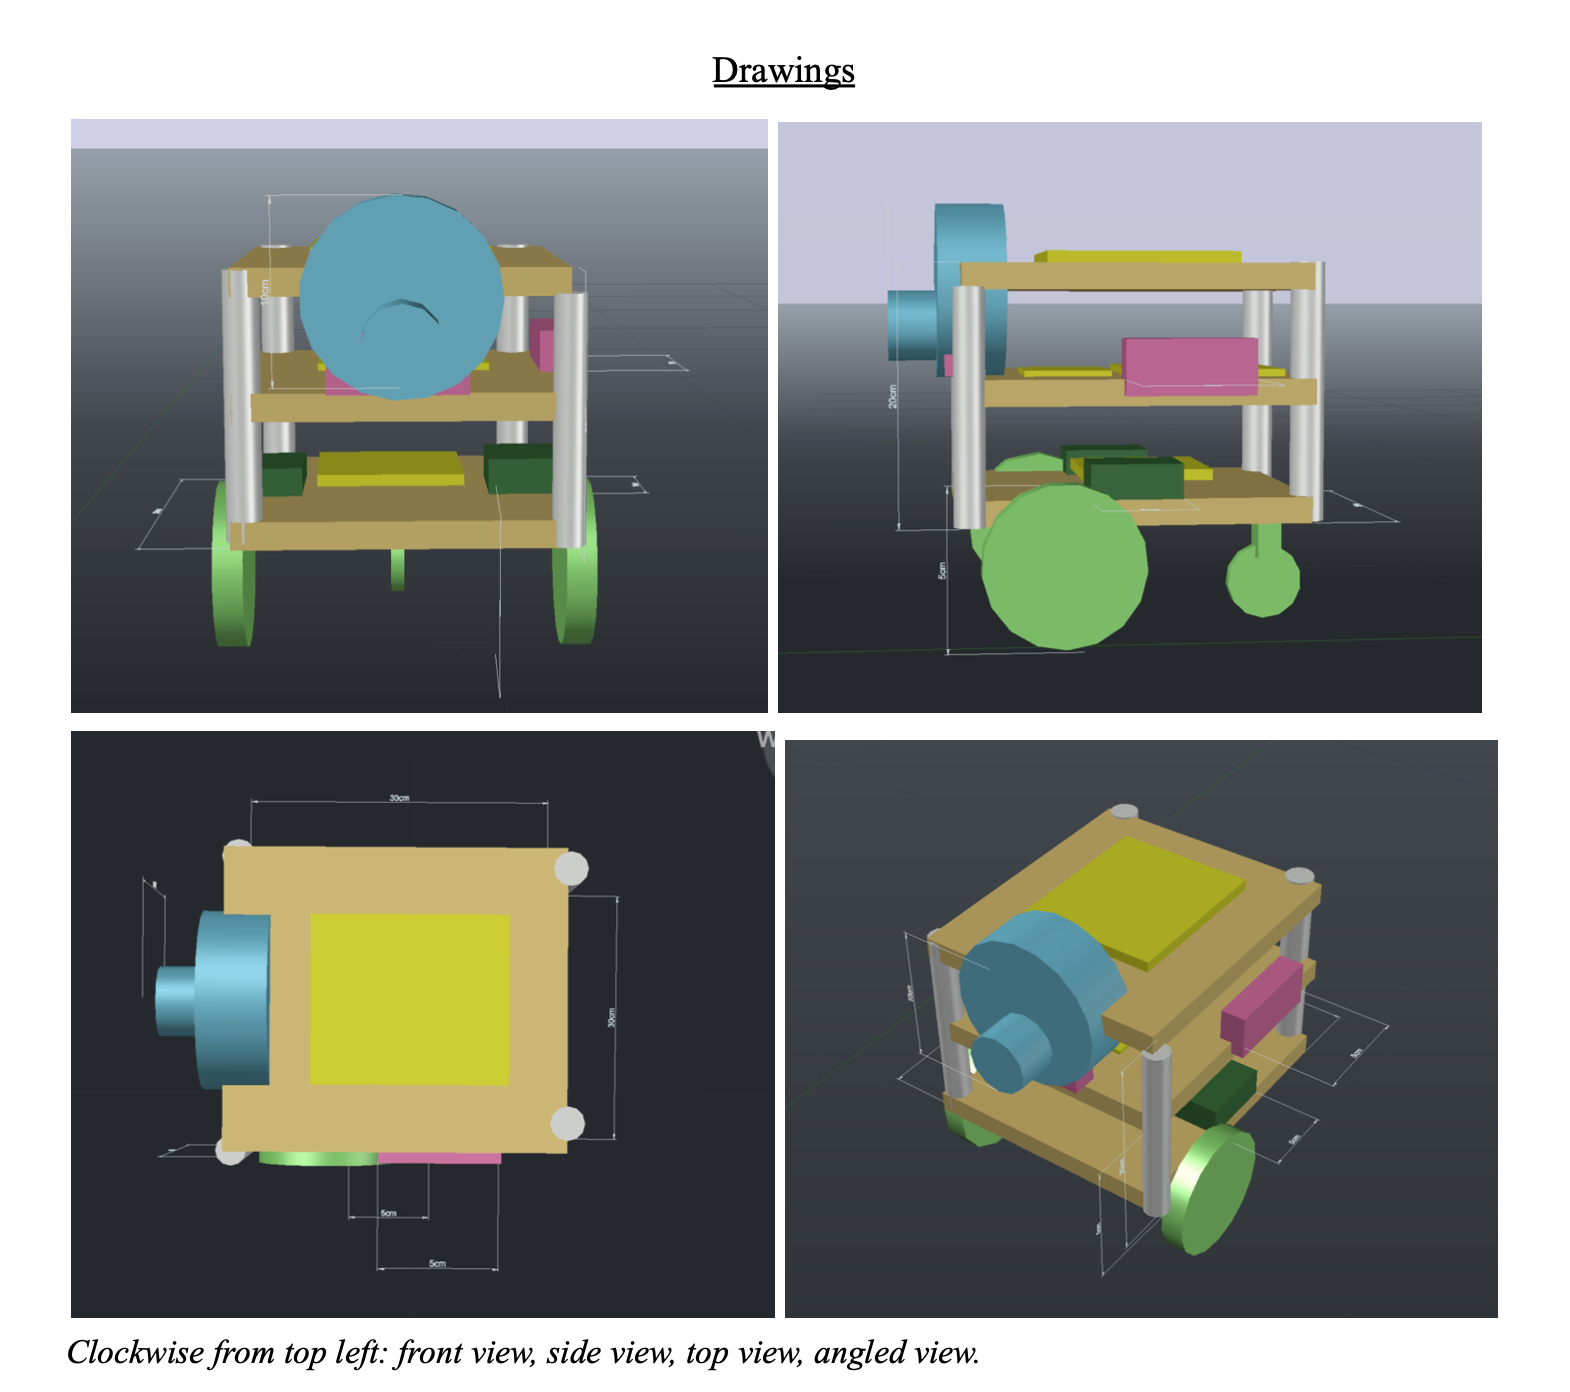 Drawings
10cm
20cm
5cm
W
30cm
30cm
5cm
5cm
10cm
5cm
5cm
Clockwise from top left: front view, side view, top view, angled view.